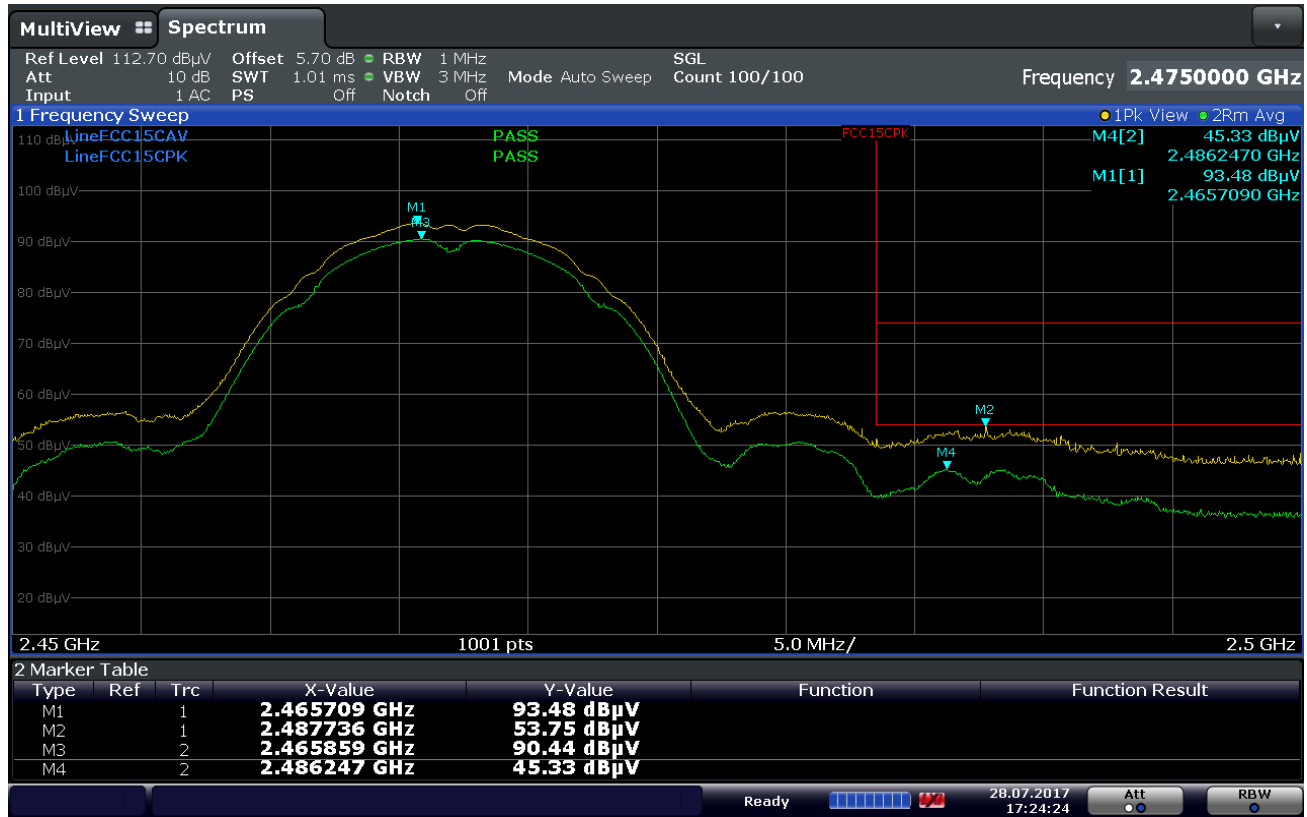 MultiView Spectrum
Ref Level 112.70 dBµV Offset 5.70 dB RBW 1 MHz SGL
Att 10 dB SWT 1.01 ms VBW 3 MHz Mode Auto Sweep Count 100/100 Frequency 2.4750000 GHz
Input 1 AC PS Off Notch Off
1 Frequency Sweep 1Pk View 2Rm Avg
110 dBµV LineFCC15CAV PASS FCC15CPK M4[2] 45.33 dBµV
LineFCC15CPK PASS 2.4862470 GHz
M1[1] 93.48 dBµV
100 dBµV 2.4657090 GHz
M1
M3
90 dBµV
80 dBµV
70 dBµV
60 dBµV
M2
50 dBµV
M4
40 dBµV
30 dBµV
20 dBµV
2.45 GHz 1001 pts 5.0 MHz/ 2.5 GHz
2 Marker Table
Type Ref Trc X-Value Y-Value Function Function Result
M1 1 2.465709 GHz 93.48 dBµV
M2 1 2.487736 GHz 53.75 dBµV
M3 2 2.465859 GHz 90.44 dBµV
M4 2 2.486247 GHz 45.33 dBµV
Ready 28.07.2017 Att RBW
17:24:24